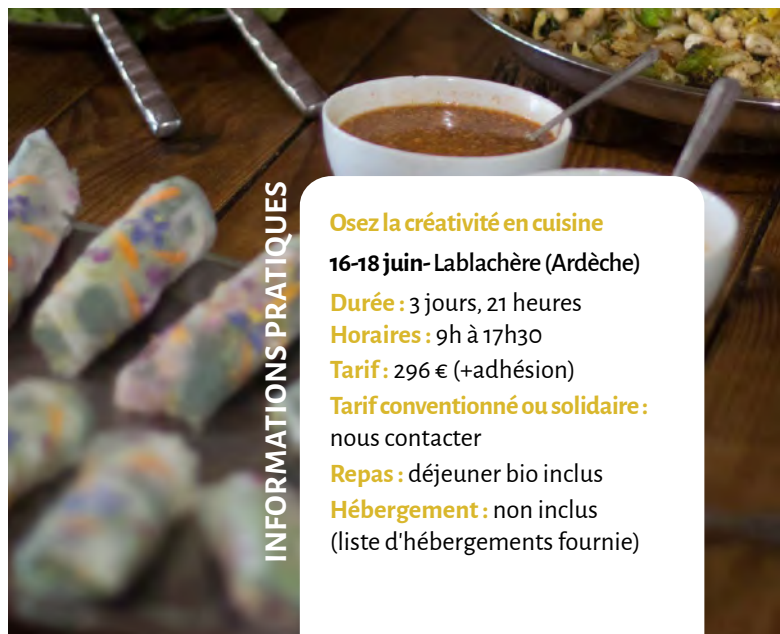 INFORMATIONS PRATIQUES
Osez la créativité en cuisine
16-18 juin- Lablachère (Ardèche)
Durée : 3 jours, 21 heures
Horaires : 9h à 17h30
Tarif : 296 € (+adhésion)
Tarif conventionné ou solidaire :
nous contacter
Repas : déjeuner bio inclus
Hébergement : non inclus
(liste d'hébergements fournie)